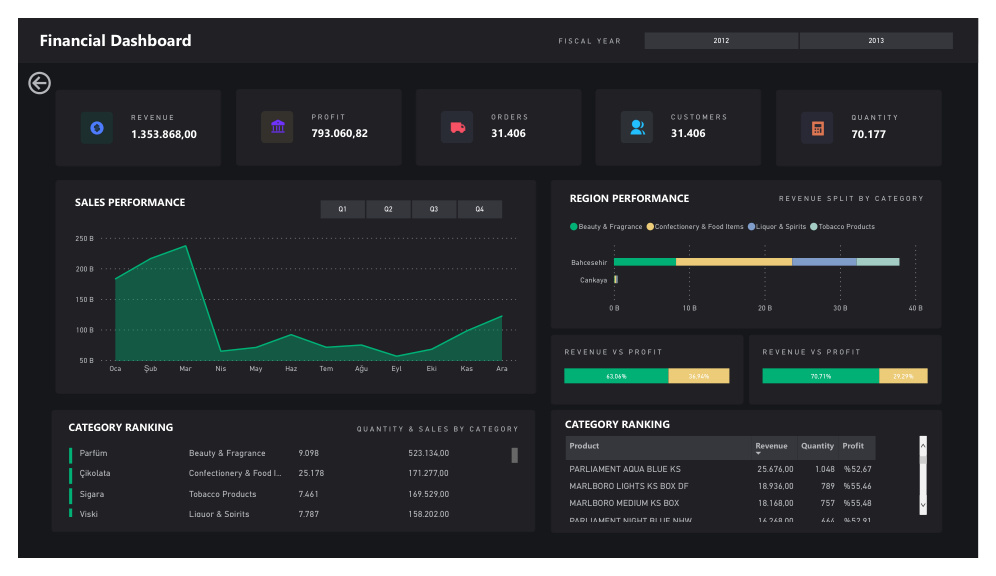 Financial Dashboard
FISCAL YEAR
2012
2013
REVENUE
1.353.868,00
PROFIT
793.060,82
ORDERS
31.406
CUSTOMERS
31.406
QUANTITY
70.177
SALES PERFORMANCE
Q1
Q2
Q3
Q4
250 B
200 B
150 B
100 B
50 B
Oca Şub Mar Nis May Haz Tem Ağu Eyl Eki Kas Ara
REGION PERFORMANCE
REVENUE SPLIT BY CATEGORY
Beauty & Fragrance Confectionery & Food Items Liquor & Spirits Tobacco Products
Bahcesehir
Cankaya
0 B 10 B 20 B 30 B 40 B
REVENUE VS PROFIT
63,06% 36,94%
REVENUE VS PROFIT
70,71% 29,29%
CATEGORY RANKING
QUANTITY & SALES BY CATEGORY
Parfüm Beauty & Fragrance 9.098 523.134,00
Çikolata Confectionery & Food I... 25.178 171.277,00
Sigara Tobacco Products 7.461 169.529,00
Viski Liquor & Spirits 7.787 158.202,00
CATEGORY RANKING
Product Revenue Quantity Profit
PARLIAMENT AQUA BLUE KS 25.676,00 1.048 %52,67
MARLBORO LIGHTS KS BOX DF 18.936,00 789 %55,46
MARLBORO MEDIUM KS BOX 18.168,00 757 %55,48
PARLIAMENT NIGHT BLUE NHW 16.268,00 664 %52,91